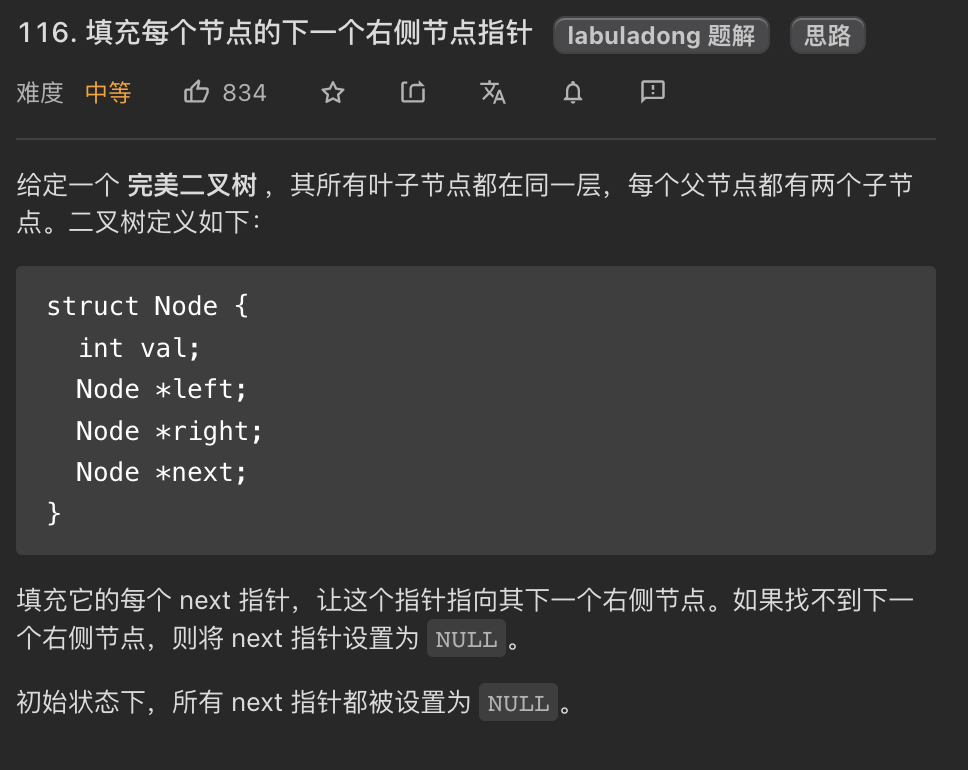 116. 填充每个节点的下一个右侧节点指针 labuladong 题解 思路
难度 中等 834
给定一个 完美二叉树 ，其所有叶子节点都在同一层，每个父节点都有两个子节
点。二叉树定义如下：
struct Node {
  int val;
  Node *left;
  Node *right;
  Node *next;
}
填充它的每个 next 指针，让这个指针指向其下一个右侧节点。如果找不到下一
个右侧节点，则将 next 指针设置为 NULL 。
初始状态下，所有 next 指针都被设置为 NULL 。